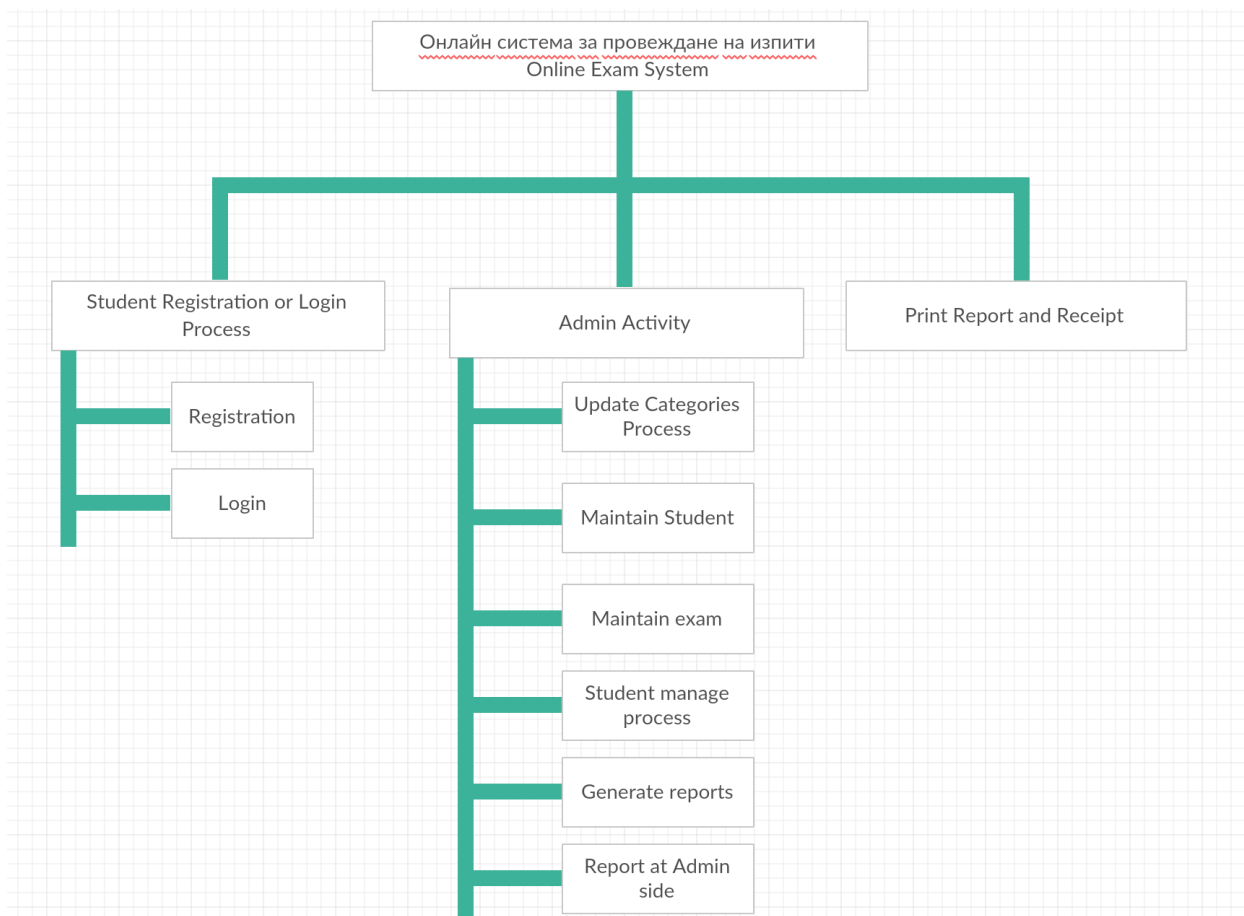 Онлайн система за провеждане на изпити
Online Exam System
Student Registration or Login
Process
Admin Activity
Print Report and Receipt
Registration
Login
Update Categories
Process
Maintain Student
Maintain exam
Student manage
process
Generate reports
Report at Admin
side